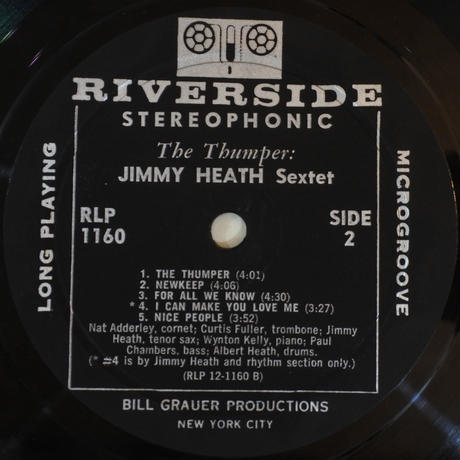 RIVERSIDE
STEREOPHONIC
The Thumper:
JIMMY HEATH Sextet
LONG PLAYING
MICROGROOVE
RLP
1160
SIDE
2
1. THE THUMPER (4:01)
2. NEWKEEP (4:06)
3. FOR ALL WE KNOW (4:30)
* 4. I CAN MAKE YOU LOVE ME (3:27)
5. NICE PEOPLE (3:52)
Nat Adderley, cornet; Curtis Fuller, trombone; Jimmy
Heath, tenor sax; Wynton Kelly, piano; Paul
Chambers, bass; Albert Heath, drums.
(* #4 is by Jimmy Heath and rhythm section only.)
(RLP 12-1160 B)
BILL GRAUER PRODUCTIONS
NEW YORK CITY